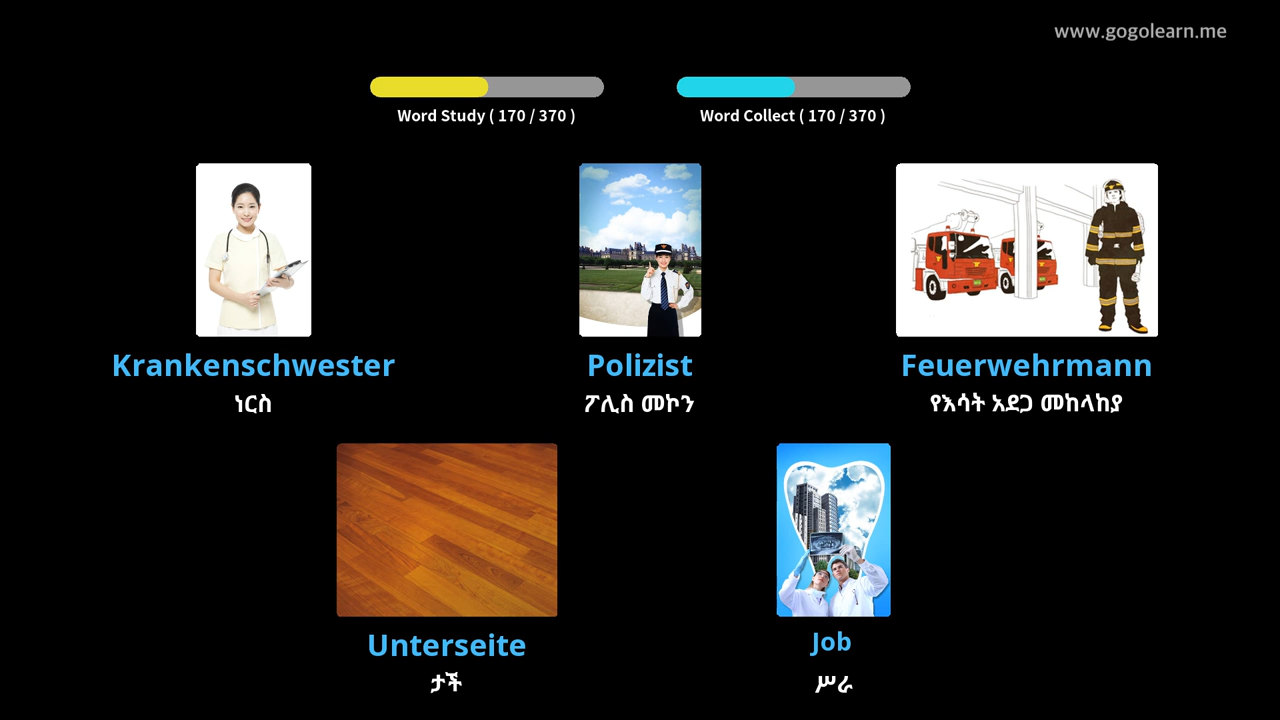 www.gogolearn.me
Word Study ( 170 / 370 )
Word Collect ( 170 / 370 )
Krankenschwester
ነርስ
Polizist
ፖሊስ መኮን
Feuerwehrmann
የእሳት አደጋ መከላከያ
Unterseite
ታች
Job
ሥራ